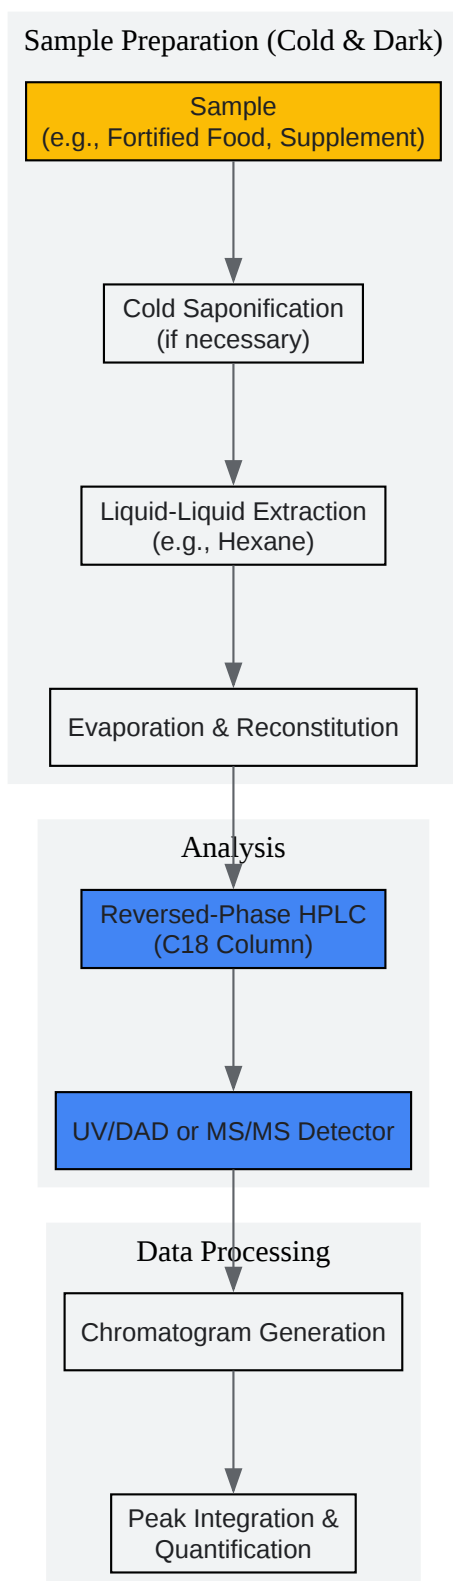 Sample Preparation (Cold & Dark)
Sample
(e.g., Fortified Food, Supplement)
Cold Saponification
(if necessary)
Liquid-Liquid Extraction
(e.g., Hexane)
Evaporation & Reconstitution
Analysis
Reversed-Phase HPLC
(C18 Column)
UV/DAD or MS/MS Detector
Data Processing
Chromatogram Generation
Peak Integration &
Quantification